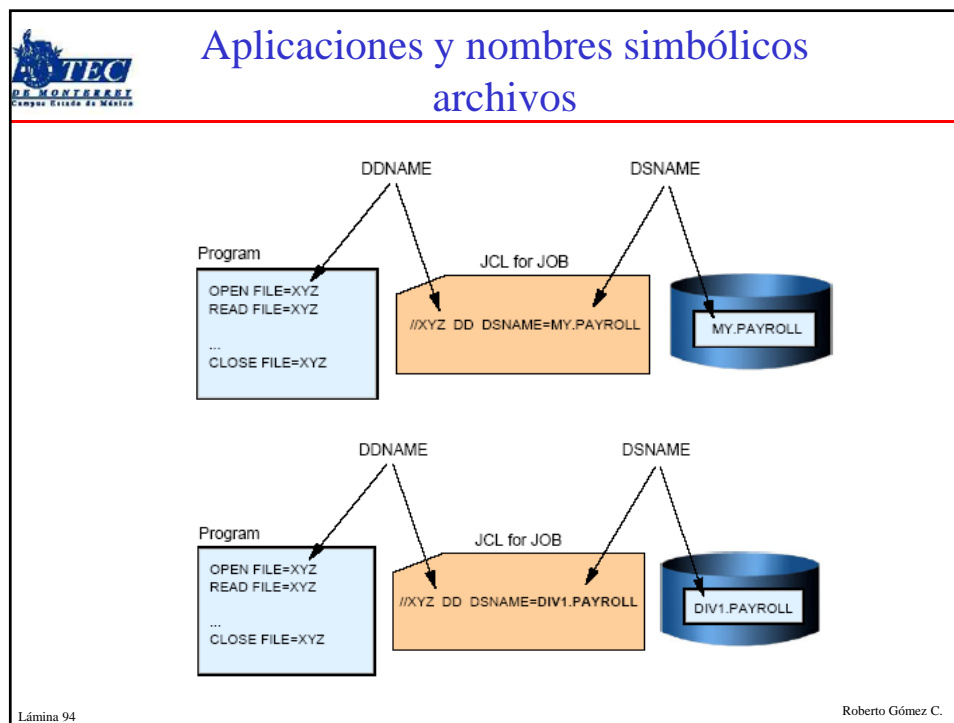 TEC
DE MONTERREY
Campus Estado de México
Aplicaciones y nombres simbólicos
archivos
DDNAME
DSNAME
Program
JCL for JOB
OPEN FILE=XYZ
READ FILE=XYZ
...
CLOSE FILE=XYZ
//XYZ DD DSNAME=MY.PAYROLL
MY.PAYROLL
DDNAME
DSNAME
Program
JCL for JOB
OPEN FILE=XYZ
READ FILE=XYZ
...
CLOSE FILE=XYZ
//XYZ DD DSNAME=DIV1.PAYROLL
DIV1.PAYROLL
Lámina 94
Roberto Gómez C.